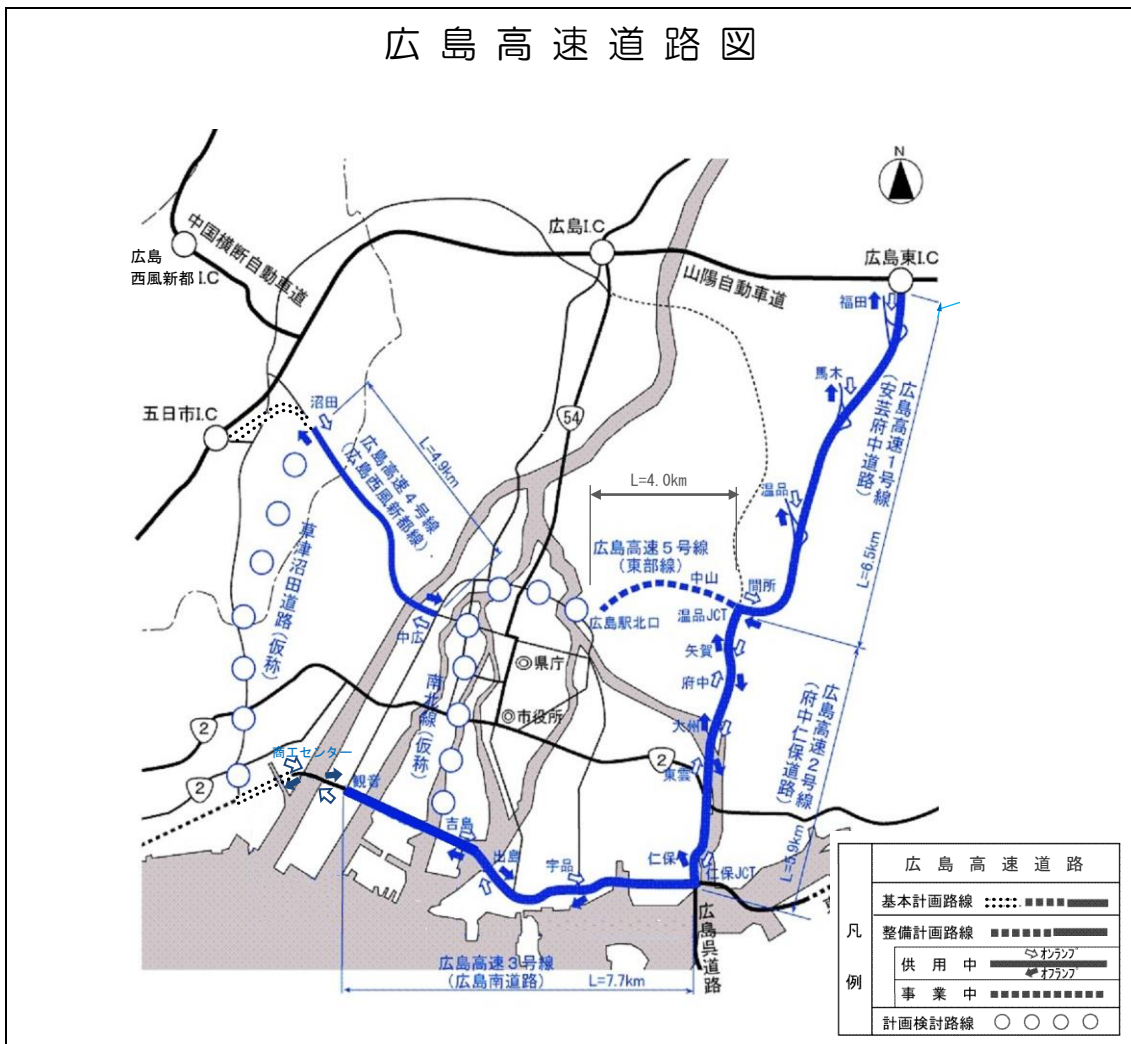 広島高速道路図
N
広島I.C
広島東I.C
中国横断自動車道
広島
西風新都I.C
山陽自動車道
福田
馬木
広島高速1号線
(安芸府中道路)
L=6.5km
五日市I.C
沼田
54
L=4.9km
広島高速4号線
(広島西風新都線)
温品
L=4.0km
草津沼田道路(仮称)
広島高速5号線
(東部線)
中山
間所
広島駅北口
温品JCT
中広
矢賀
県庁
府中
南北線(仮称)
市役所
大州
広島高速2号線
(府中仁保道路)
L=5.9km
2
2
2
商工センター
観音
東雲
吉島
出島
宇品
仁保
仁保JCT
広島呉道路
広島高速3号線
(広島南道路)
L=7.7km
凡例
広島高速道路
基本計画路線
整備計画路線
供用中
オンランプ
オフランプ
事業中
計画検討路線